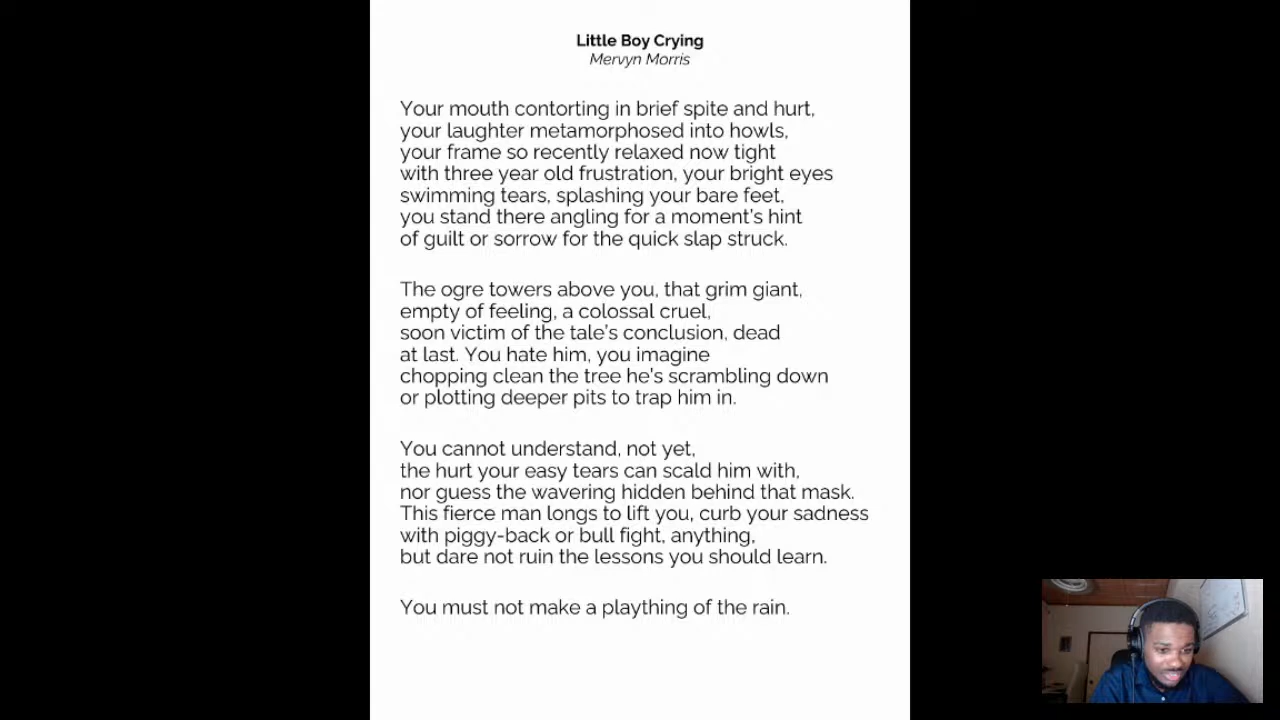 Little Boy Crying
Mervyn Morris
Your mouth contorting in brief spite and hurt,
your laughter metamorphosed into howls,
your frame so recently relaxed now tight
with three year old frustration, your bright eyes
swimming tears, splashing your bare feet,
you stand there angling for a moment's hint
of guilt or sorrow for the quick slap struck.
The ogre towers above you, that grim giant,
empty of feeling, a colossal cruel,
soon victim of the tale's conclusion, dead
at last. You hate him, you imagine
chopping clean the tree he's scrambling down
or plotting deeper pits to trap him in.
You cannot understand, not yet,
the hurt your easy tears can scald him with,
nor guess the wavering hidden behind that mask.
This fierce man longs to lift you, curb your sadness
with piggy-back or bull fight, anything,
but dare not ruin the lessons you should learn.
You must not make a plaything of the rain.